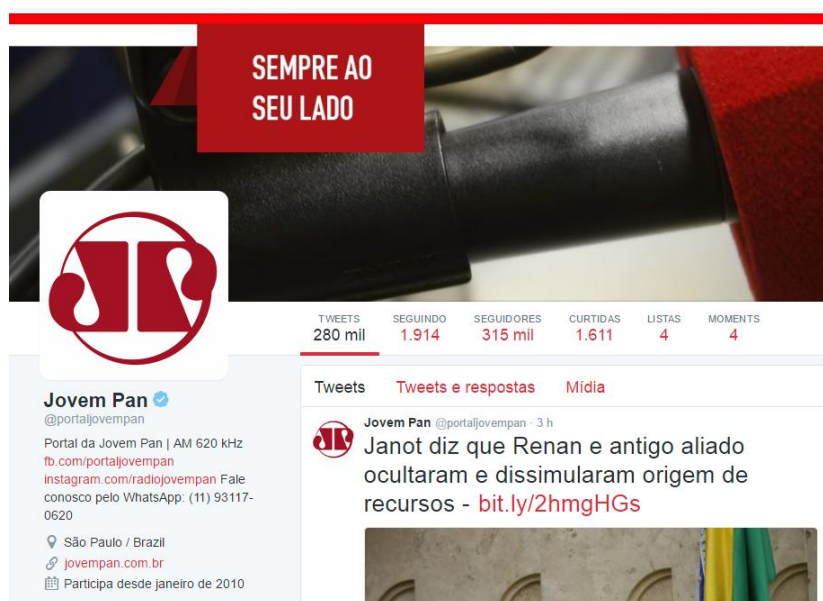 SEMPRE AO
SEU LADO
TWEETS SEGUINDO SEGUIDORES CURTIDAS LISTAS MOMENTS
280 mil 1.914 315 mil 1.611 4 4
Jovem Pan
@portaljovempan
Portal da Jovem Pan | AM 620 kHz
fb.com/portaljovempan
instagram.com/radiojovempan Fale
conosco pelo WhatsApp: (11) 93117-
0620
São Paulo / Brazil
jovempan.com.br
Participa desde janeiro de 2010
Tweets Tweets e respostas Mídia
Jovem Pan @portaljovempan · 3 h
Janot diz que Renan e antigo aliado
ocultaram e dissimularam origem de
recursos - bit.ly/2hmgHGs